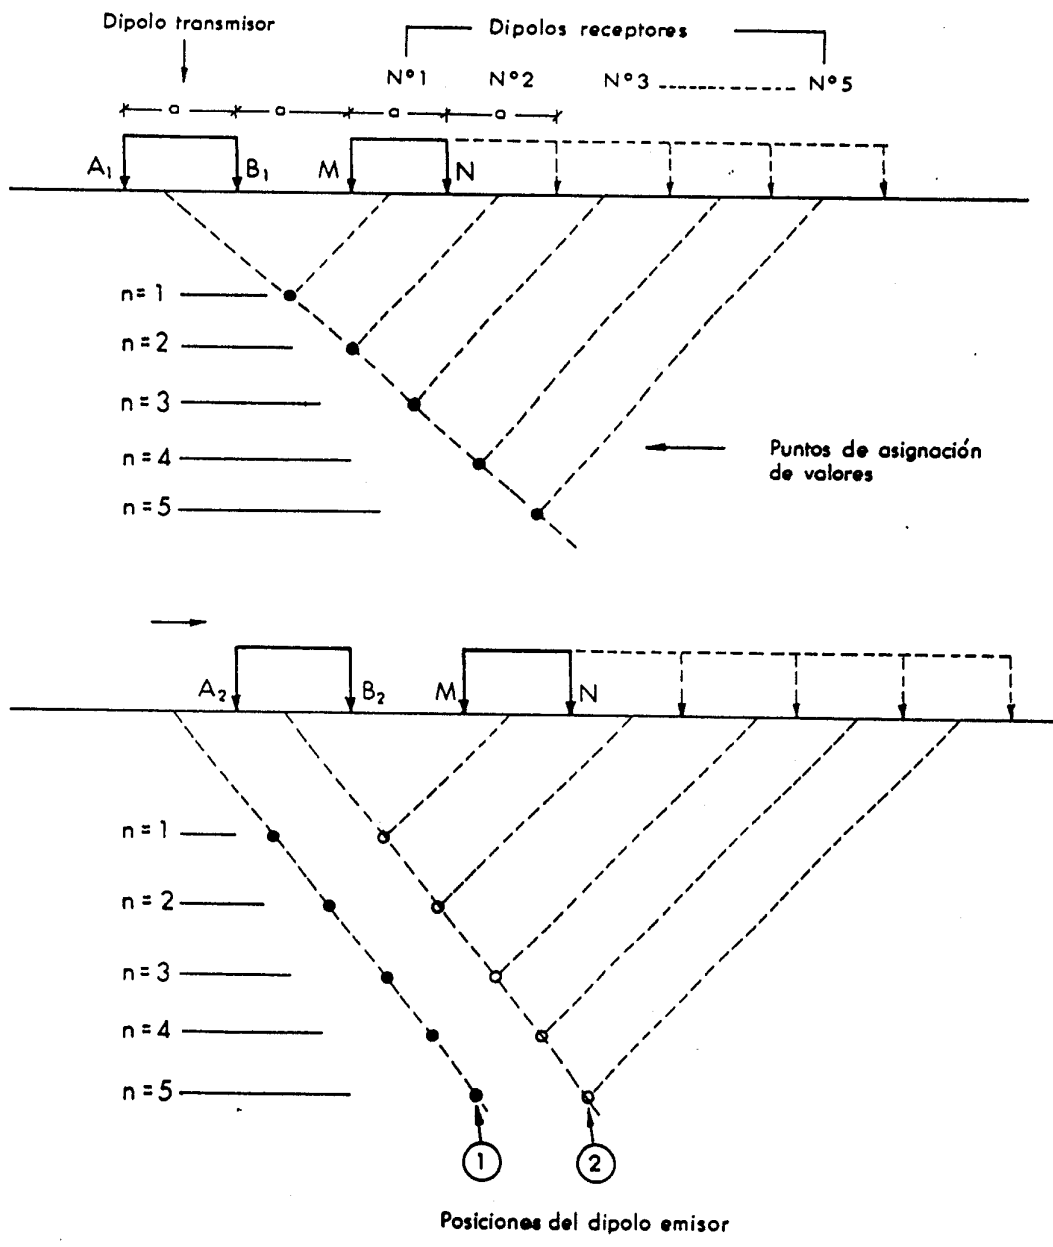 Dipolo transmisor
Dipolos receptores
Nº1 Nº2 Nº3 Nº5
a a a a
A1 B1 M N
n=1
n=2
n=3
n=4
n=5
Puntos de asignación
de valores
A2 B2 M N
n=1
n=2
n=3
n=4
n=5
1 2
Posiciones del dipolo emisor